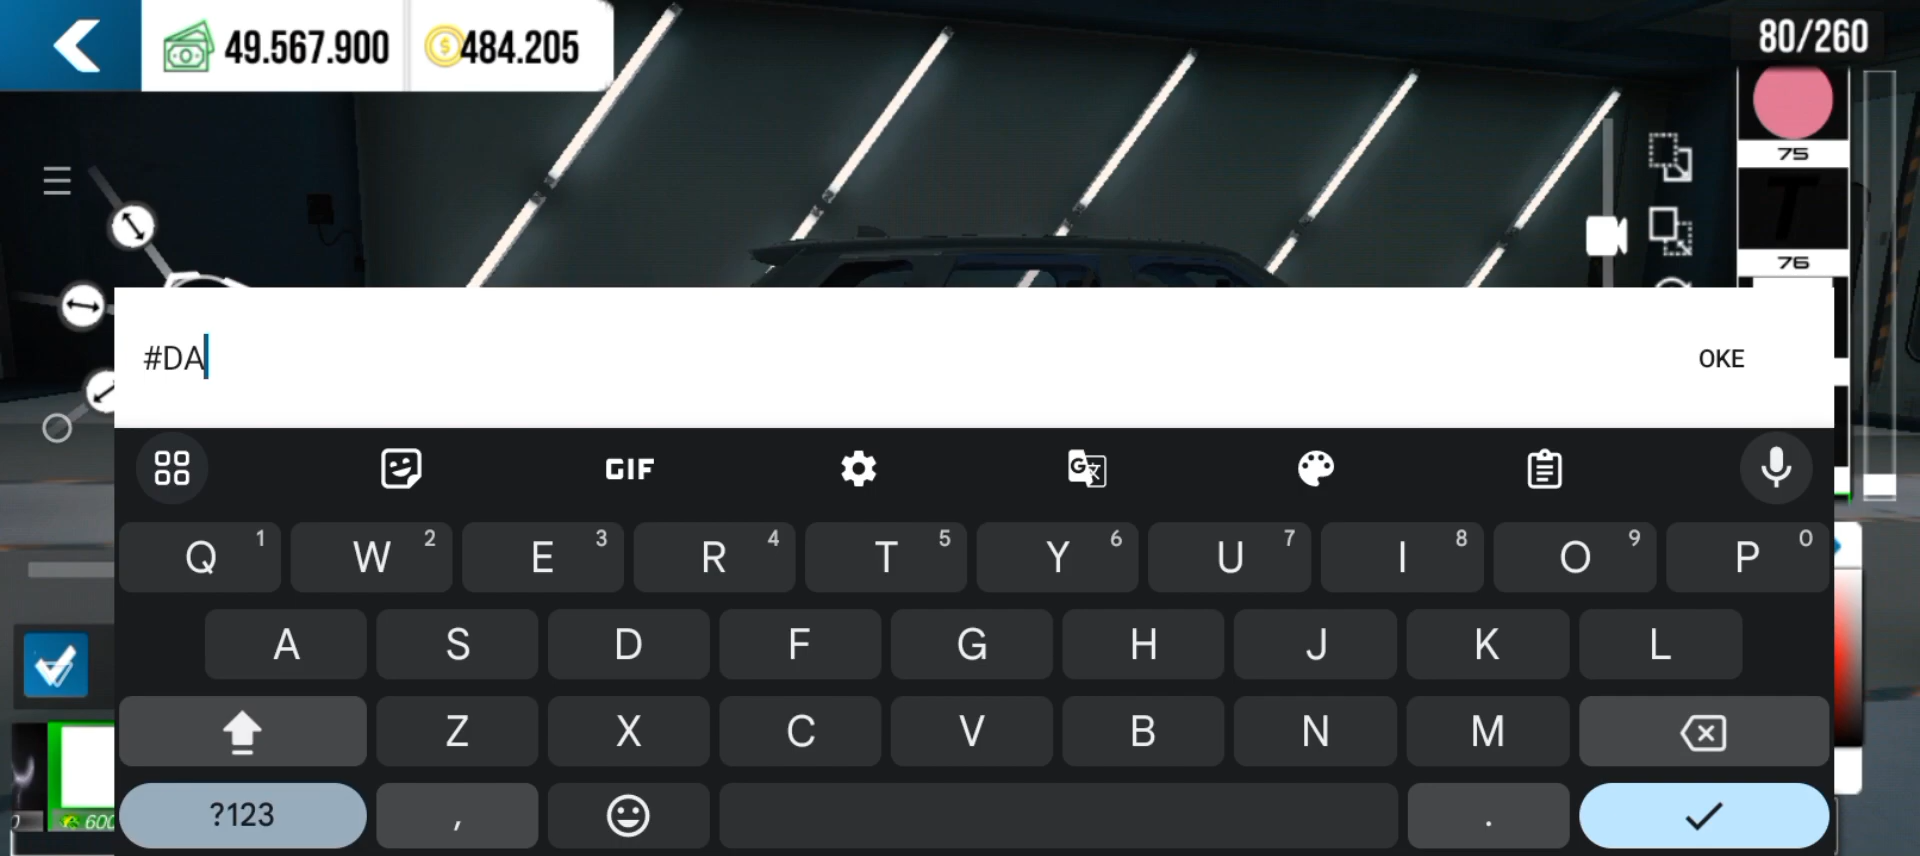 49.567.900
484.205
80/260
75
T
76
#DA
OKE
GIF
Q 1 W 2 E 3 R 4 T 5 Y 6 U 7 I 8 O 9 P 0
A S D F G H J K L
Z X C V B N M
600
?123 , .